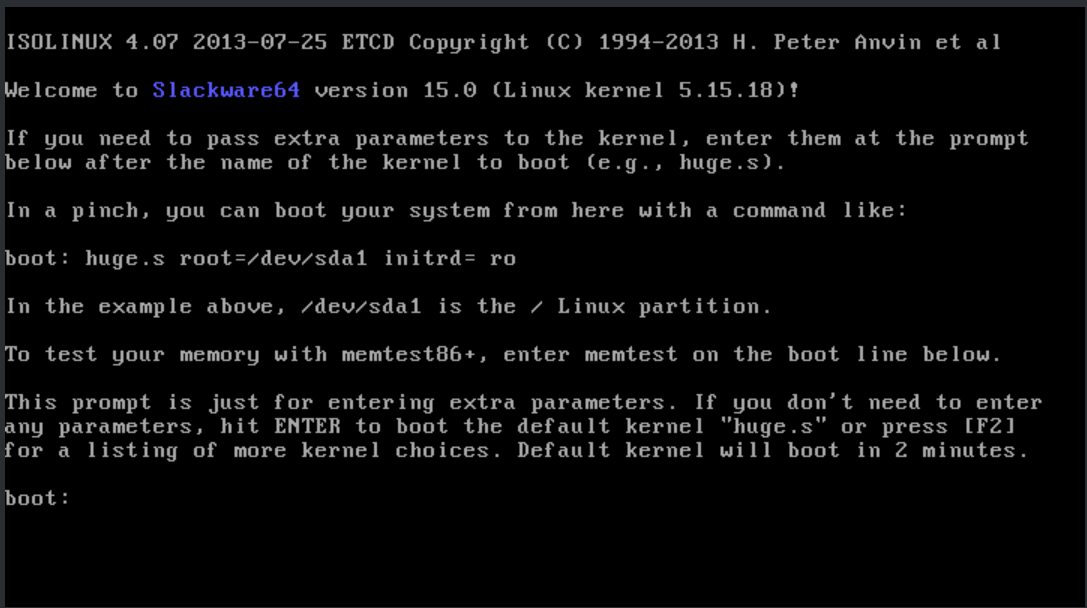 ISOLINUX 4.07 2013-07-25 ETCD Copyright (C) 1994-2013 H. Peter Anvin et al
Welcome to Slackware64 version 15.0 (Linux kernel 5.15.18)!
If you need to pass extra parameters to the kernel, enter them at the prompt
below after the name of the kernel to boot (e.g., huge.s).
In a pinch, you can boot your system from here with a command like:
boot: huge.s root=/dev/sda1 initrd= ro
In the example above, /dev/sda1 is the / Linux partition.
To test your memory with memtest86+, enter memtest on the boot line below.
This prompt is just for entering extra parameters. If you don't need to enter
any parameters, hit ENTER to boot the default kernel "huge.s" or press [F2]
for a listing of more kernel choices. Default kernel will boot in 2 minutes.
boot: